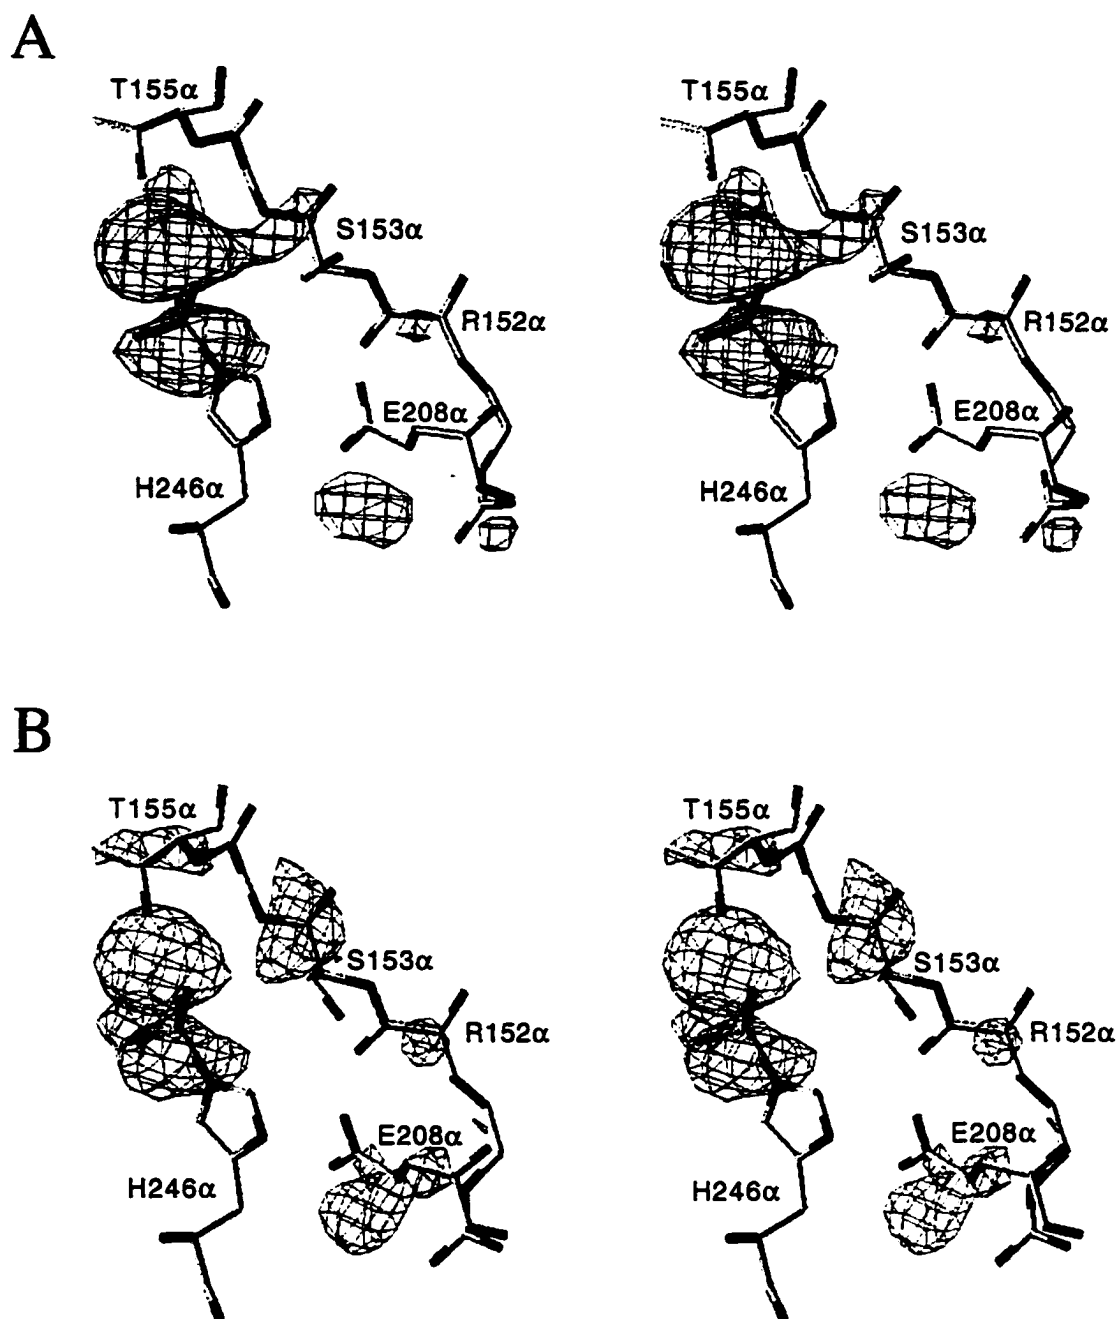 A
T155α T155α
S153α S153α
R152α R152α
E208α E208α
H246α H246α
B
T155α T155α
S153α S153α
R152α R152α
E208α E208α
H246α H246α